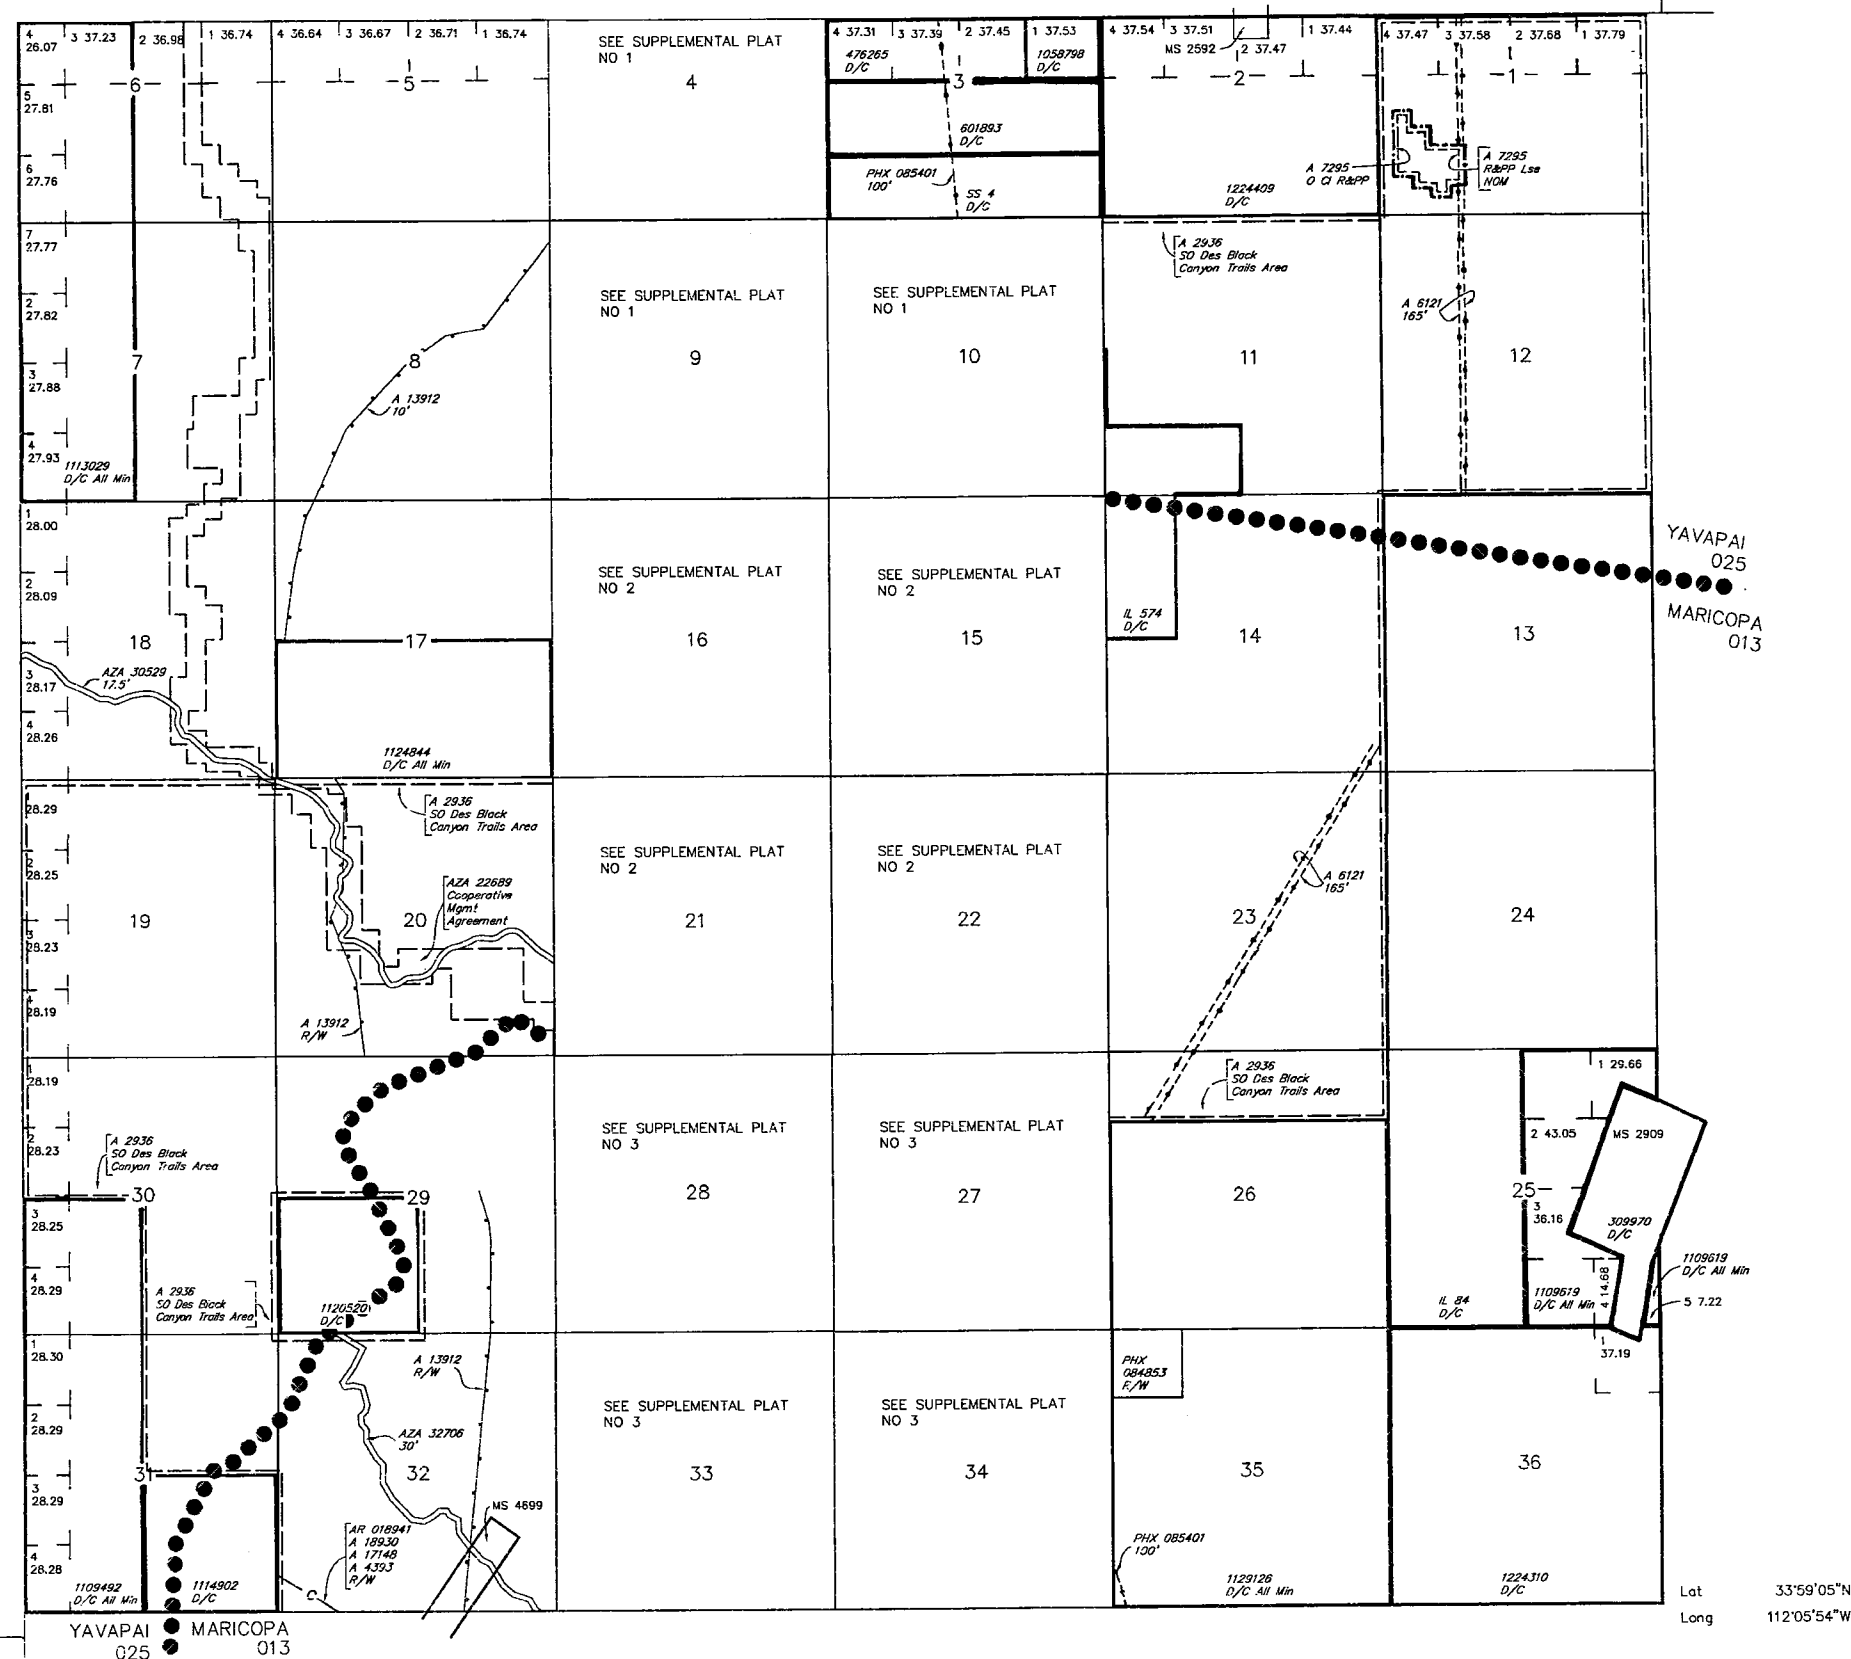 4 26.07
3 37.23
2 36.98
1 36.74
4 36.64
3 36.67
2 36.71
1 36.74
SEE SUPPLEMENTAL PLAT
NO 1
4 37.31
3 37.39
2 37.45
1 37.53
4 37.54
3 37.51
2 37.47
1 37.44
MS 2592
4 37.47
3 37.58
2 37.68
1 37.79
476265
D/C
1058798
D/C
6
5
4
3
2
1
5
27.81
601893
D/C
6
27.76
PHX 085401
100'
SS 4
D/C
1224409
D/C
A 7295
O Cl R&PP
A 7295
R&PP Lse
NOM
7
27.77
2
27.82
3
27.88
4
27.93
1113029
D/C All Min
7
8
A 13912
10'
SEE SUPPLEMENTAL PLAT
NO 1
9
SEE SUPPLEMENTAL PLAT
NO 1
10
A 2936
SO Des Black
Canyon Trails Area
11
A 6121
165'
12
1
28.00
2
28.09
3
28.17
4
28.26
18
AZA 30529
17.5'
17
1124844
D/C All Min
SEE SUPPLEMENTAL PLAT
NO 2
16
SEE SUPPLEMENTAL PLAT
NO 2
15
IL 574
D/C
14
13
YAVAPAI
025
MARICOPA
013
28.29
2
28.25
3
28.23
28.19
19
A 2936
SO Des Black
Canyon Trails Area
AZA 22689
Cooperative
Mgmt
Agreement
20
A 13912
R/W
SEE SUPPLEMENTAL PLAT
NO 2
21
SEE SUPPLEMENTAL PLAT
NO 2
22
A 6121
165'
23
24
28.19
2
28.23
A 2936
SO Des Black
Canyon Trails Area
30
3
28.25
4
28.29
A 2936
SO Des Black
Canyon Trails Area
29
1120520
D/C
SEE SUPPLEMENTAL PLAT
NO 3
28
SEE SUPPLEMENTAL PLAT
NO 3
27
A 2936
SO Des Black
Canyon Trails Area
26
1 29.66
2 43.05
MS 2909
25
3
36.16
309970
D/C
1109619
D/C All Min
4 14.68
1109619
D/C All Min
5 7.22
IL 84
D/C
1
28.30
2
28.29
3
28.29
4
28.28
1109492
D/C All Min
1114902
D/C
A 13912
R/W
AZA 32706
30'
32
MS 4699
AR 018941
A 18930
A 17148
A 4393
R/W
SEE SUPPLEMENTAL PLAT
NO 3
33
SEE SUPPLEMENTAL PLAT
NO 3
34
PHX
084853
R/W
35
PHX 085401
100'
1129126
D/C All Min
1
37.19
36
1224310
D/C
Lat 33°59'05"N
Long 112°05'54"W
YAVAPAI
025
MARICOPA
013